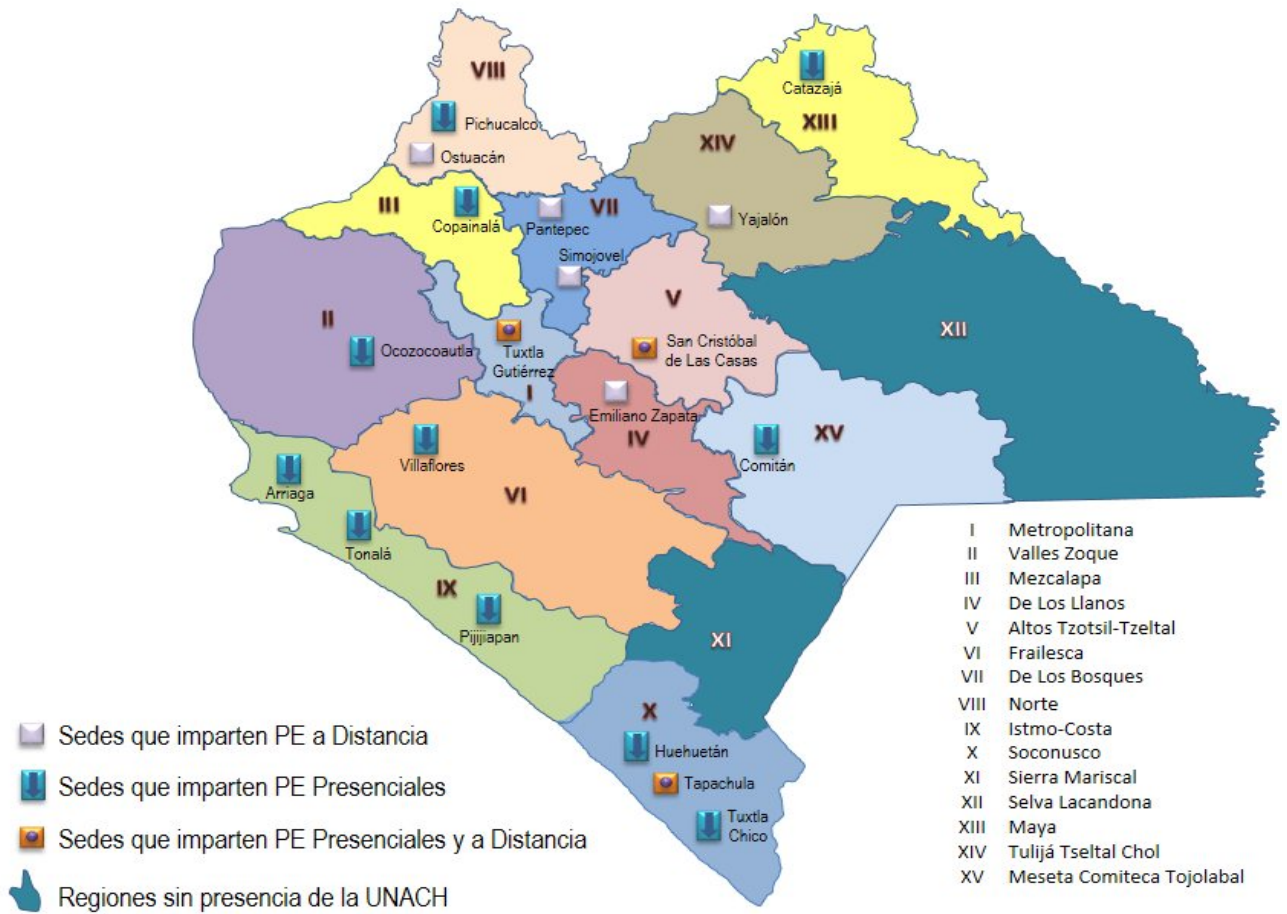 VIII
Catazajá
Pichucalco
XIII
Ostuacán
XIV
III
Copainalá
VII
Pantepec
Yajalón
Simojovel
V
II
XII
Ocozocoautla
Tuxtla
Gutiérrez
San Cristóbal
de Las Casas
I
Emiliano Zapata
IV
XV
Villaflores
Comitán
Arriaga
VI
Tonalá
IX
Pijijiapan
XI
X
Huehuetán
Tapachula
Tuxtla
Chico
I Metropolitana
II Valles Zoque
III Mezcalapa
IV De Los Llanos
V Altos Tzotsil-Tzeltal
VI Frailesca
VII De Los Bosques
VIII Norte
IX Istmo-Costa
X Soconusco
XI Sierra Mariscal
XII Selva Lacandona
XIII Maya
XIV Tulijá Tseltal Chol
XV Meseta Comiteca Tojolabal
Sedes que imparten PE a Distancia
Sedes que imparten PE Presenciales
Sedes que imparten PE Presenciales y a Distancia
Regiones sin presencia de la UNACH